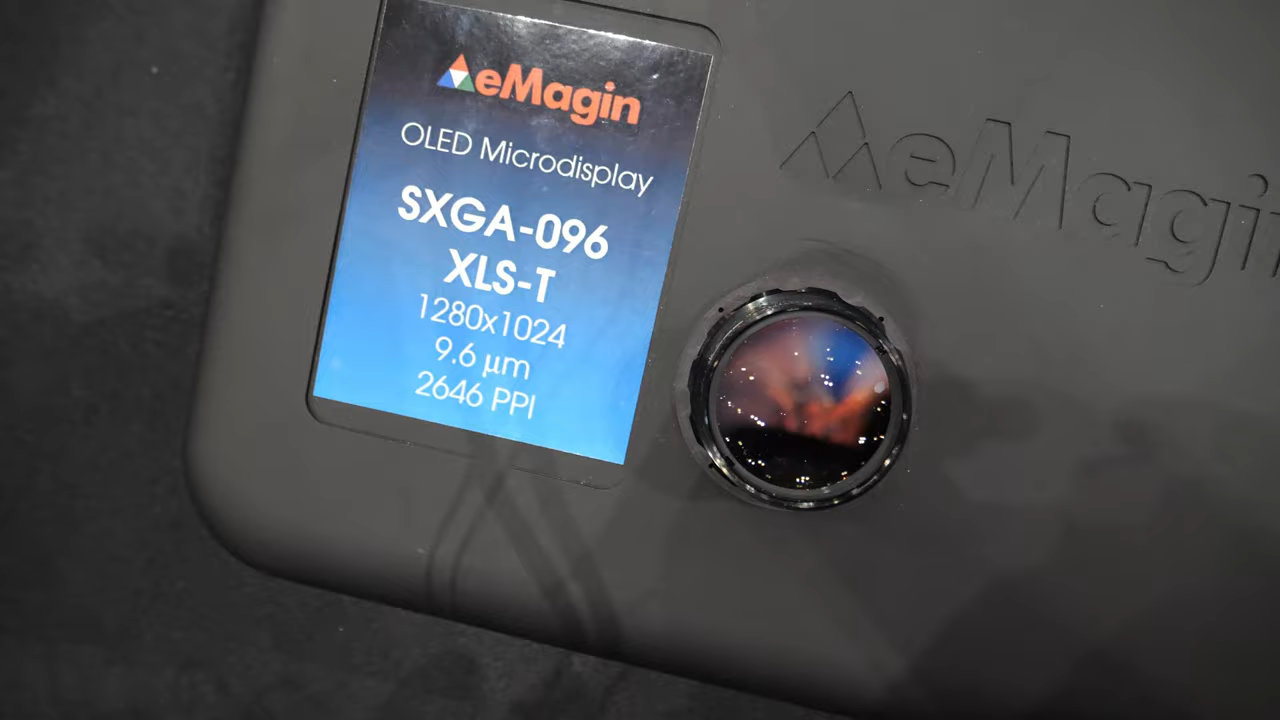 eMagin
OLED Microdisplay
SXGA-096
XLS-T
1280x1024
9.6 μm
2646 PPI
eMagin